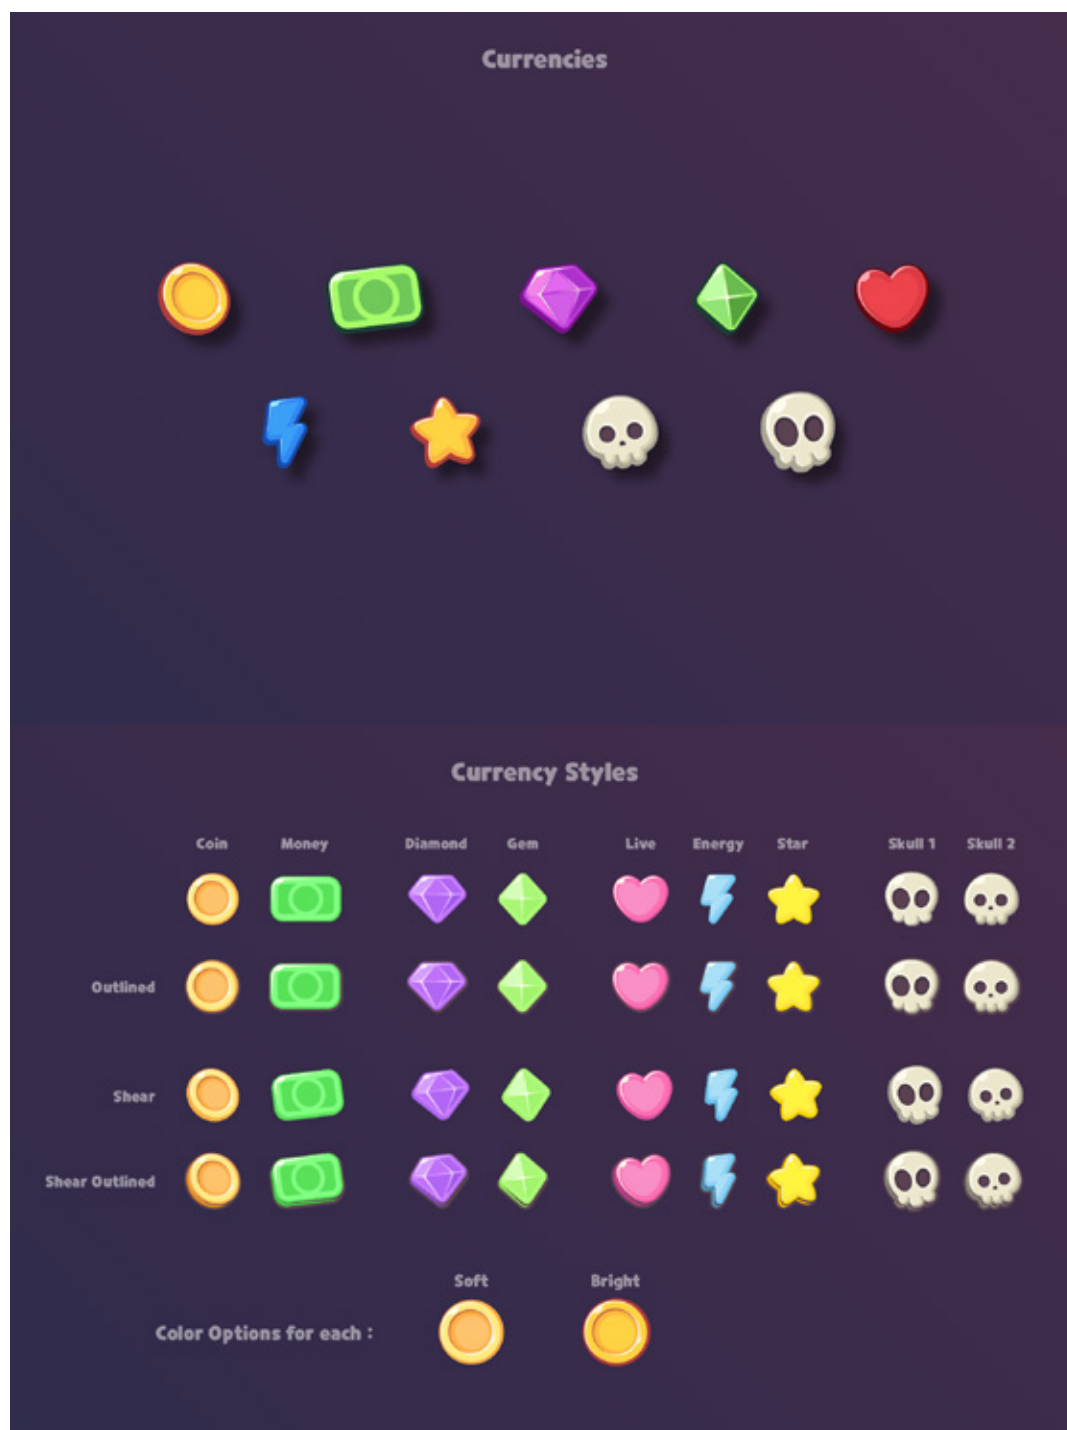 Currencies
Currency Styles
Coin Money Diamond Gem Live Energy Star Skull 1 Skull 2
Outlined
Shear
Shear Outlined
Soft Bright
Color Options for each :